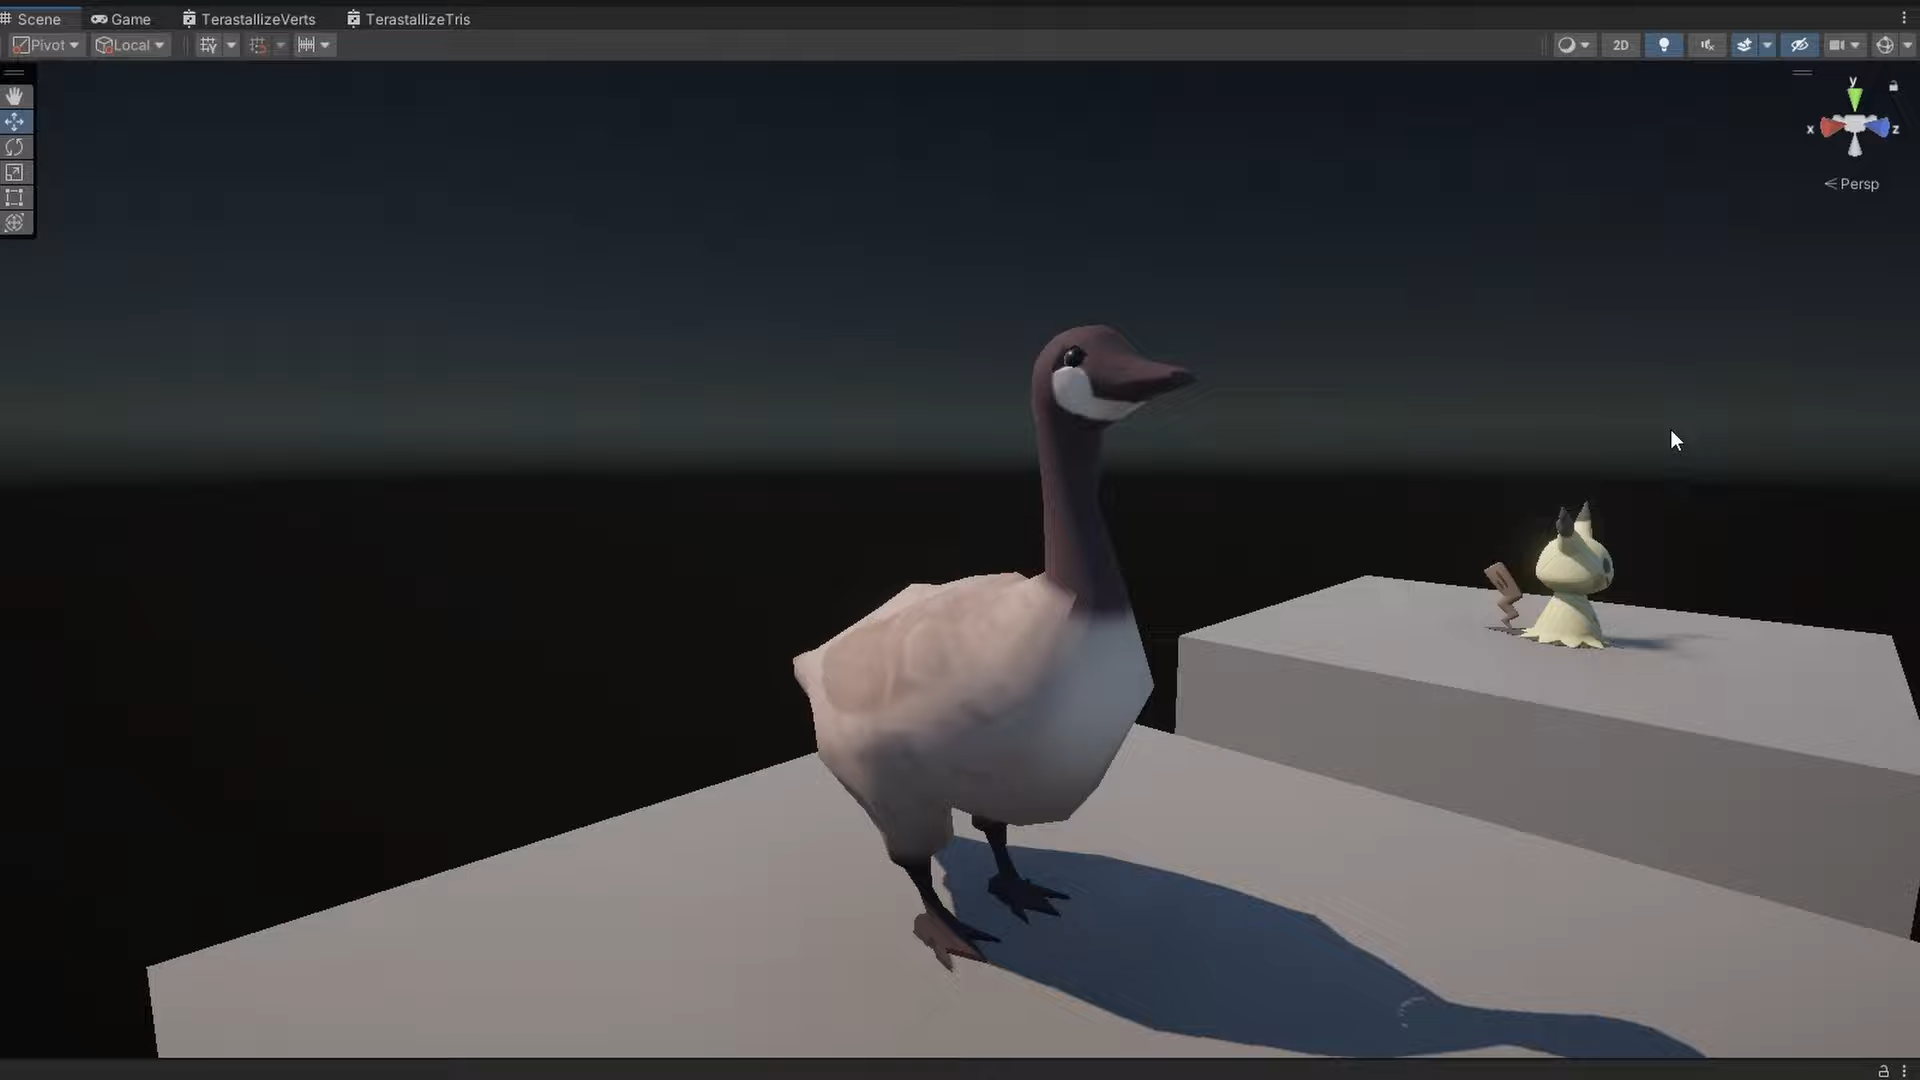 Scene Game TerastallizeVerts TerastallizeTris
Pivot Local 2D
y
x z
Persp